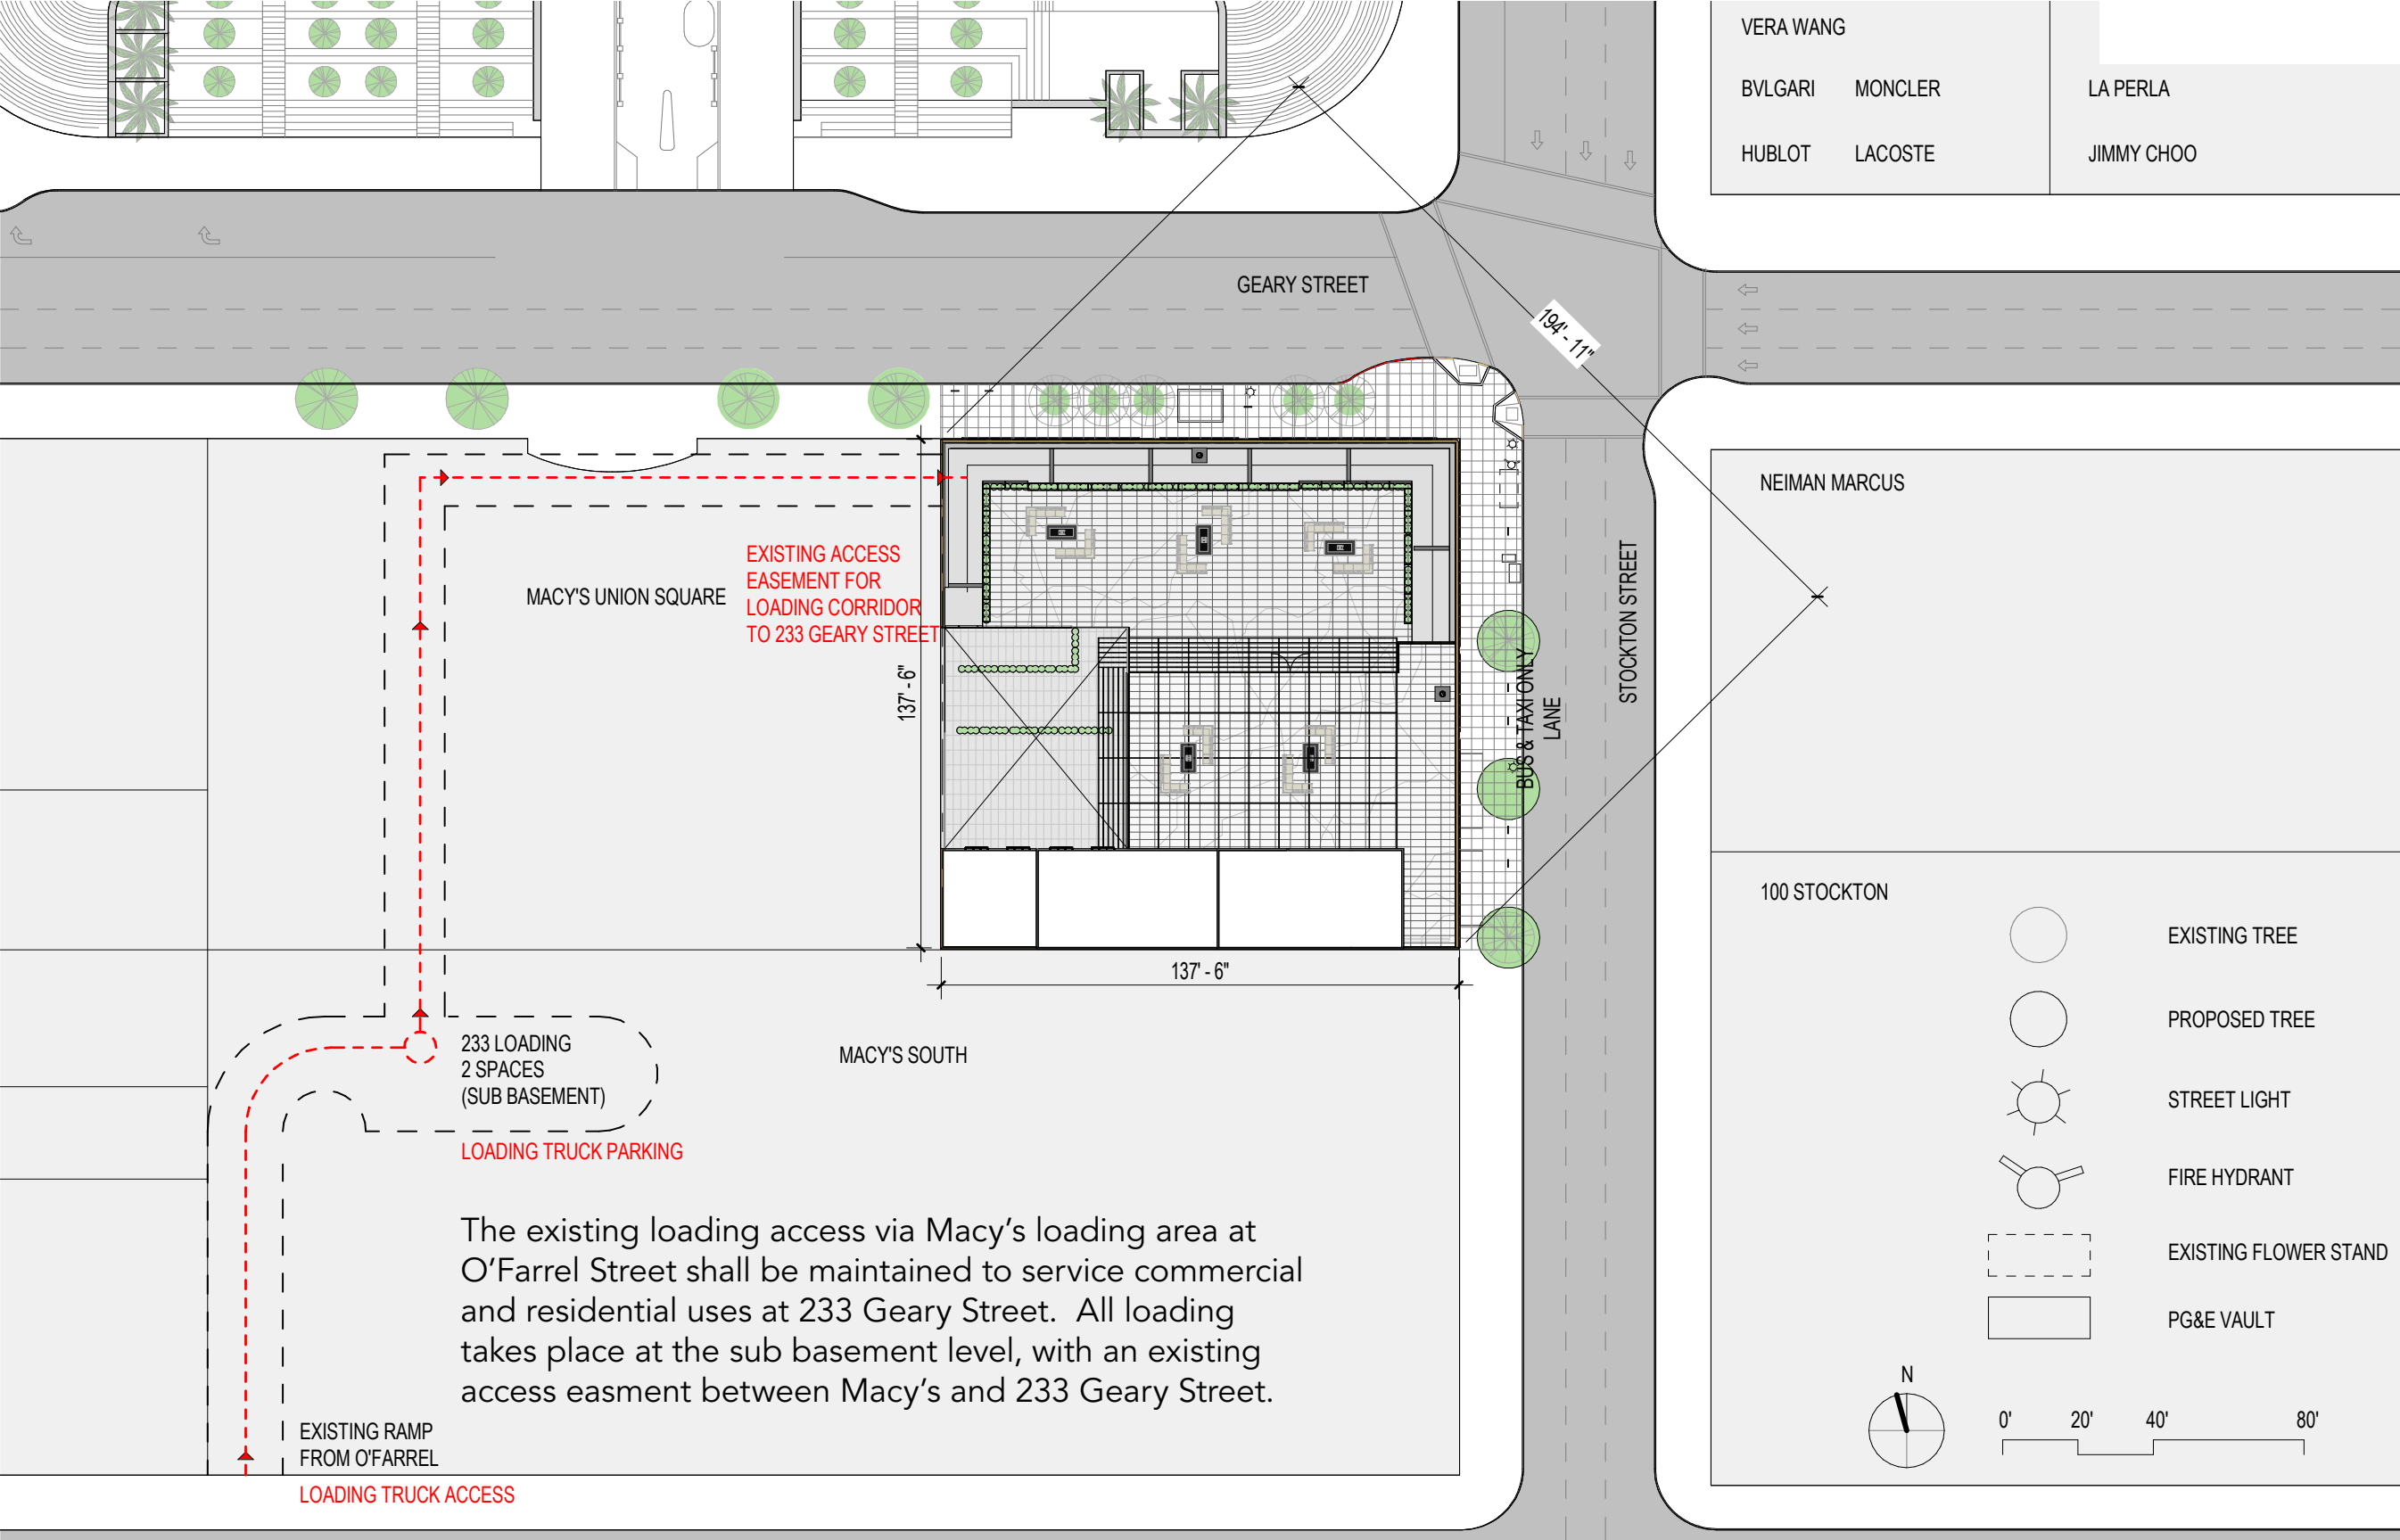 VERA WANG
BVLGARI MONCLER LA PERLA
HUBLOT LACOSTE JIMMY CHOO
GEARY STREET
194' - 11"
NEIMAN MARCUS
EXISTING ACCESS
EASEMENT FOR
LOADING CORRIDOR
TO 233 GEARY STREET
MACY'S UNION SQUARE
137' - 6"
STOCKTON STREET
BUS & TAXI ONLY
LANE
137' - 6"
100 STOCKTON
EXISTING TREE
PROPOSED TREE
STREET LIGHT
FIRE HYDRANT
EXISTING FLOWER STAND
PG&E VAULT
N
0' 20' 40' 80'
233 LOADING
2 SPACES
(SUB BASEMENT)
MACY'S SOUTH
LOADING TRUCK PARKING
The existing loading access via Macy’s loading area at
O’Farrel Street shall be maintained to service commercial
and residential uses at 233 Geary Street.  All loading
takes place at the sub basement level, with an existing
access easment between Macy’s and 233 Geary Street.
EXISTING RAMP
FROM O'FARREL
LOADING TRUCK ACCESS